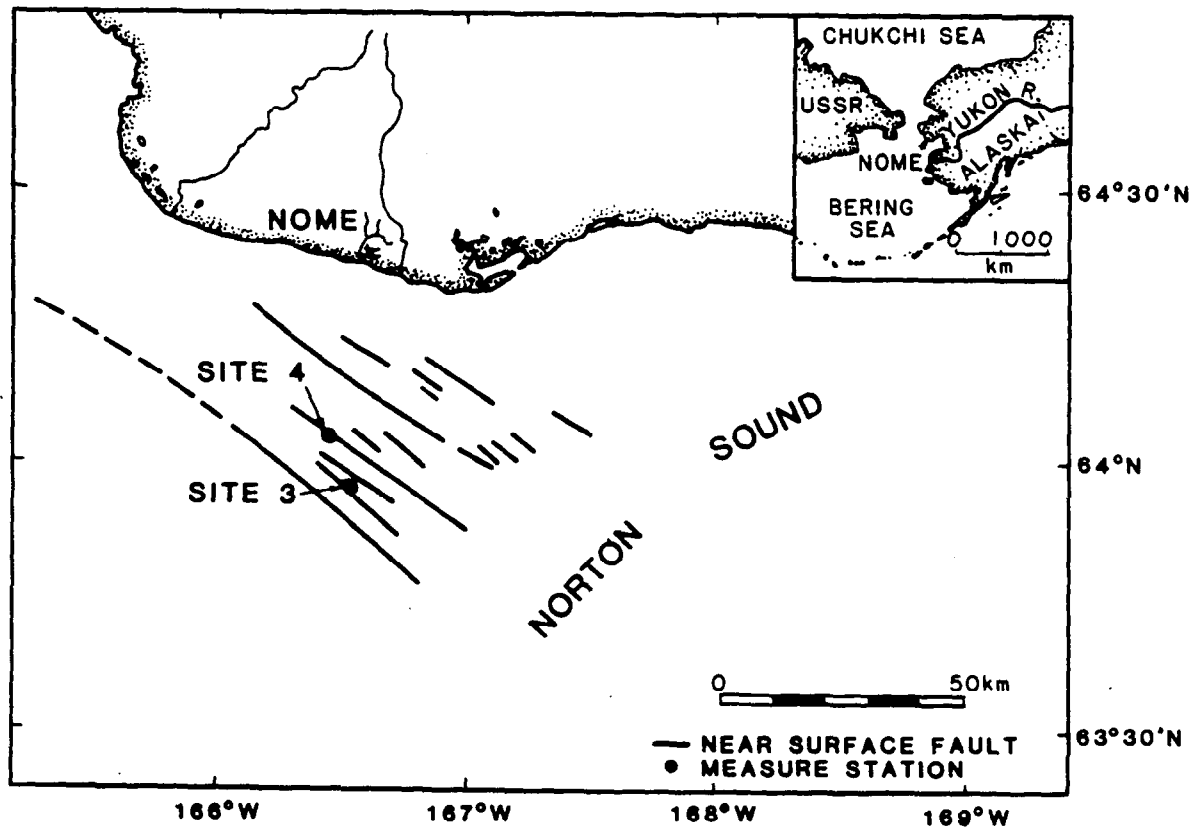 CHUKCHI SEA
USSR
YUKON R.
ALASKA
NOME
BERING
SEA
0 1000
km
64°30'N
NOME
SITE 4
SOUND
64°N
SITE 3
NORTON
0 50km
63°30'N
NEAR SURFACE FAULT
MEASURE STATION
166°W 167°W 168°W 169°W